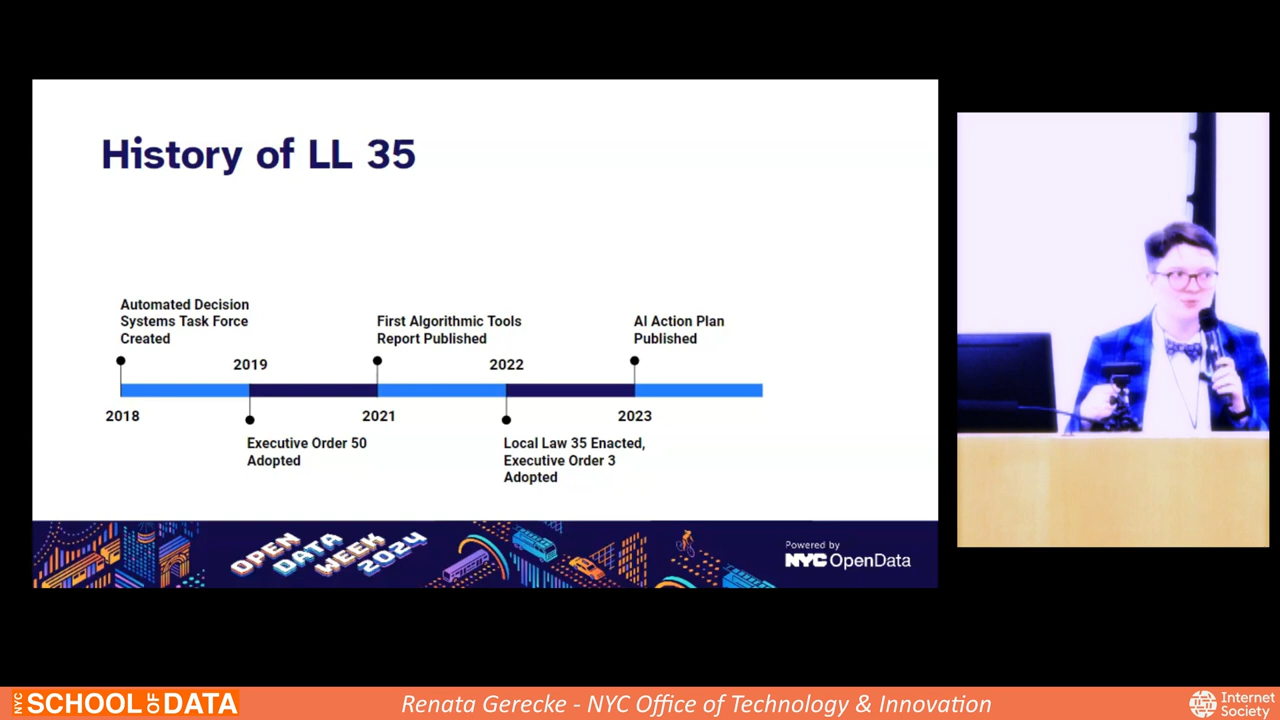 History of LL 35
Automated Decision
Systems Task Force
Created
First Algorithmic Tools
Report Published
AI Action Plan
Published
2019
2022
2018
2021
2023
Executive Order 50
Adopted
Local Law 35 Enacted,
Executive Order 3
Adopted
OPEN
DATA
WEEK
2024
Powered by
NYC OpenData
NYC SCHOOL OF DATA
Renata Gerecke - NYC Office of Technology & Innovation
Internet
Society